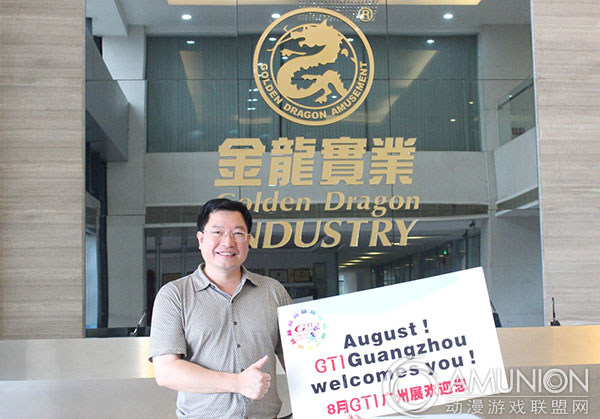 GOLDEN DRAGON AMUSEMENT
®
金龍實業
Golden Dragon
INDUSTRY
GTI
August !
GTI Guangzhou
welcomes you !
8月GTI广州展欢迎您
AMUNION
动漫游戏联盟网